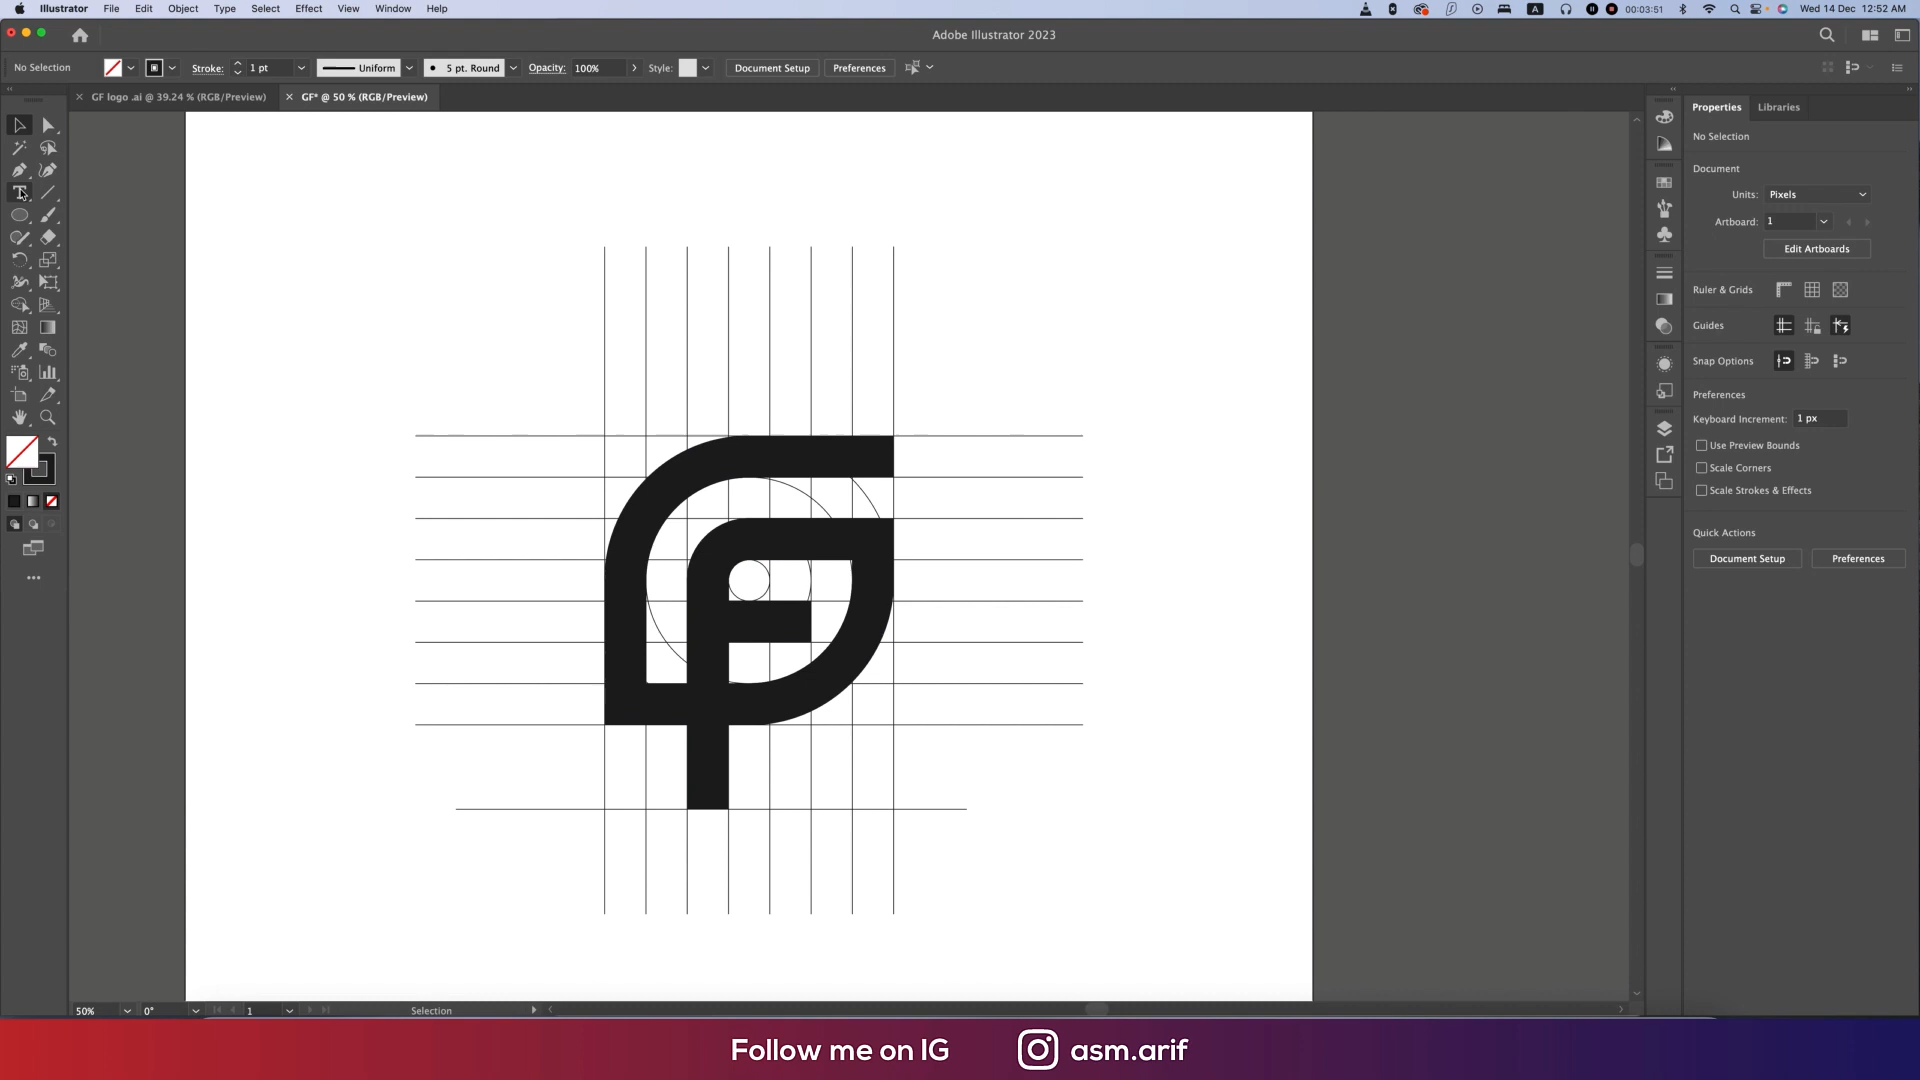 Illustrator File Edit Object Type Select Effect View Window Help
A 00:03:51 Wed 14 Dec 12:52 AM
Adobe Illustrator 2023
No Selection Stroke: 1 pt Uniform 5 pt. Round Opacity: 100% Style: Document Setup Preferences
GF logo .ai @ 39.24 % (RGB/Preview) GF* @ 50 % (RGB/Preview)
Properties Libraries
No Selection
Document
Units: Pixels
Artboard: 1
Edit Artboards
Ruler & Grids
Guides
Snap Options
Preferences
Keyboard Increment: 1 px
Use Preview Bounds
Scale Corners
Scale Strokes & Effects
Quick Actions
Document Setup Preferences
50% 0° 1 Selection
Follow me on IG asm.arif